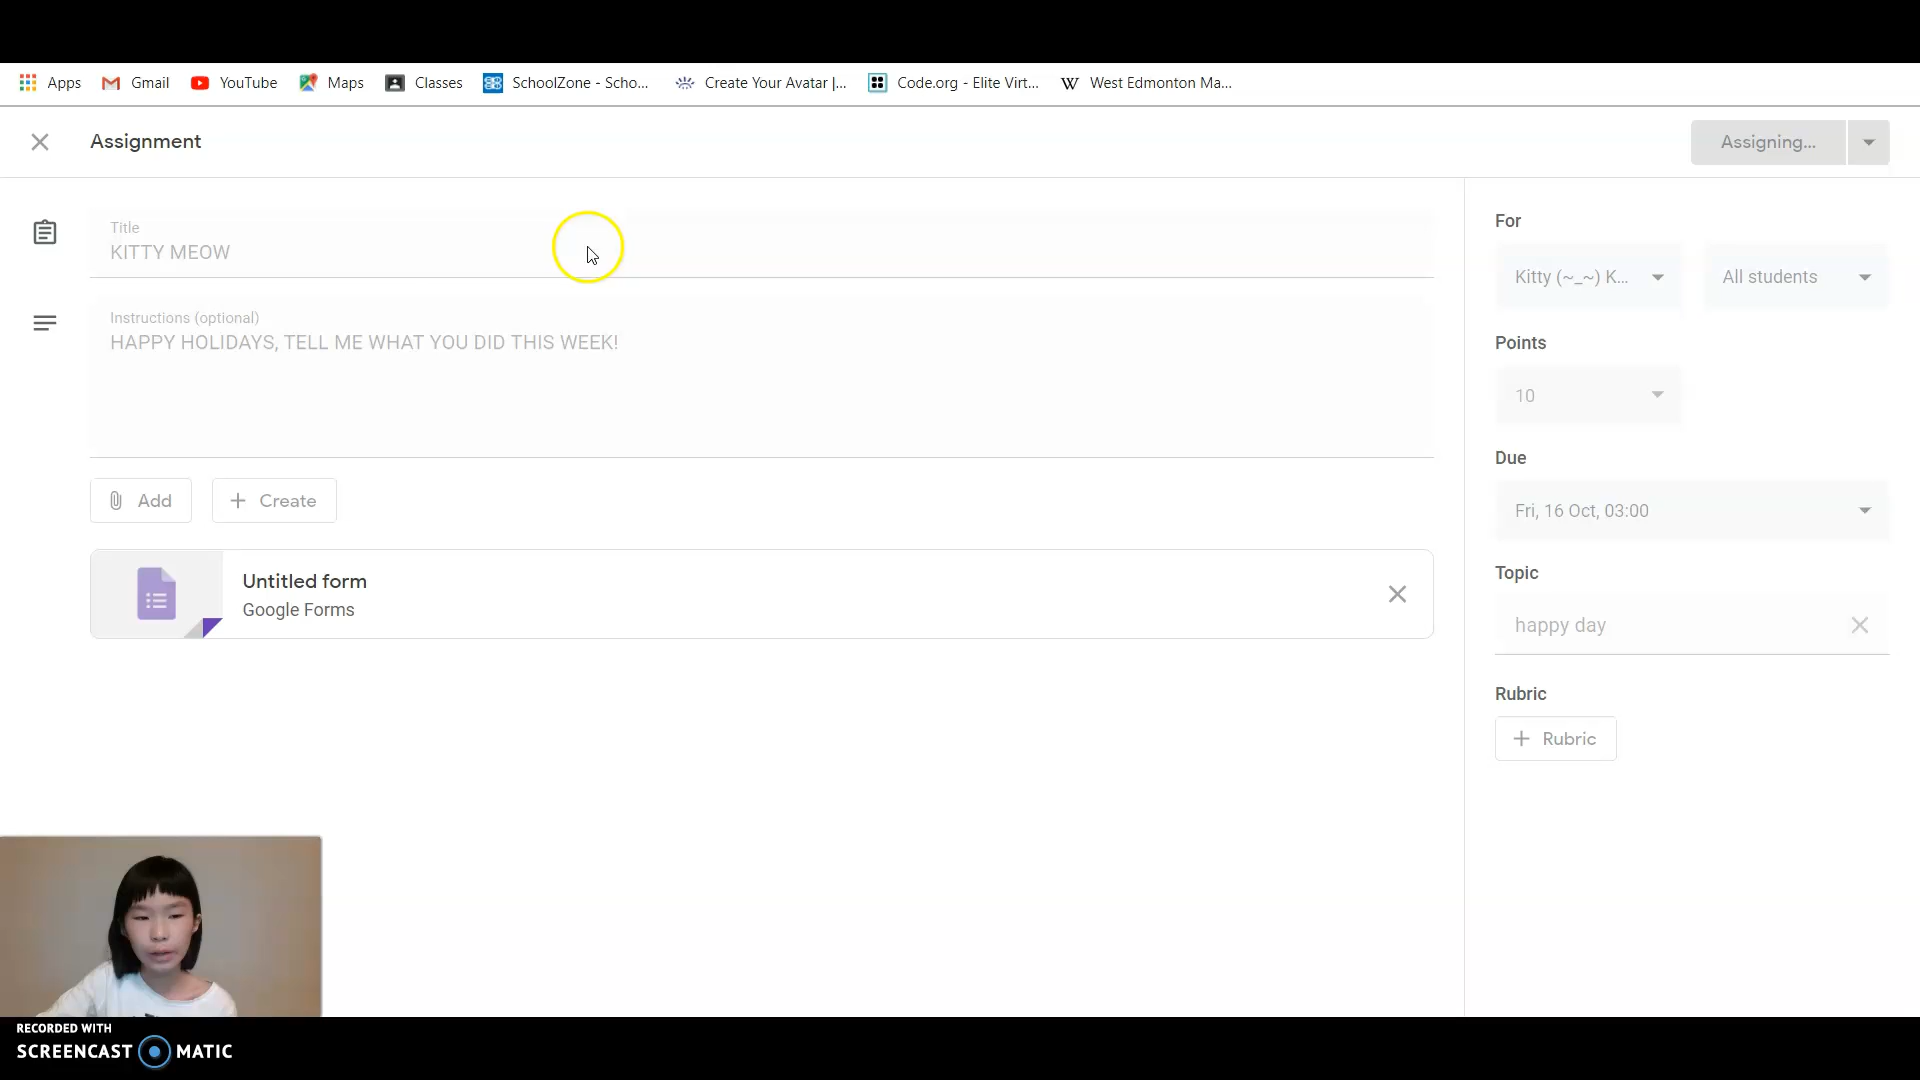 Apps Gmail YouTube Maps Classes SchoolZone - Scho... Create Your Avatar |... Code.org - Elite Virt... West Edmonton Ma...
Assignment
Assigning...
Title
KITTY MEOW
Instructions (optional)
HAPPY HOLIDAYS, TELL ME WHAT YOU DID THIS WEEK!
Add
Create
Untitled form
Google Forms
For
Kitty (~_~) K...
All students
Points
10
Due
Fri, 16 Oct, 03:00
Topic
happy day
Rubric
Rubric
RECORDED WITH
SCREENCAST MATIC